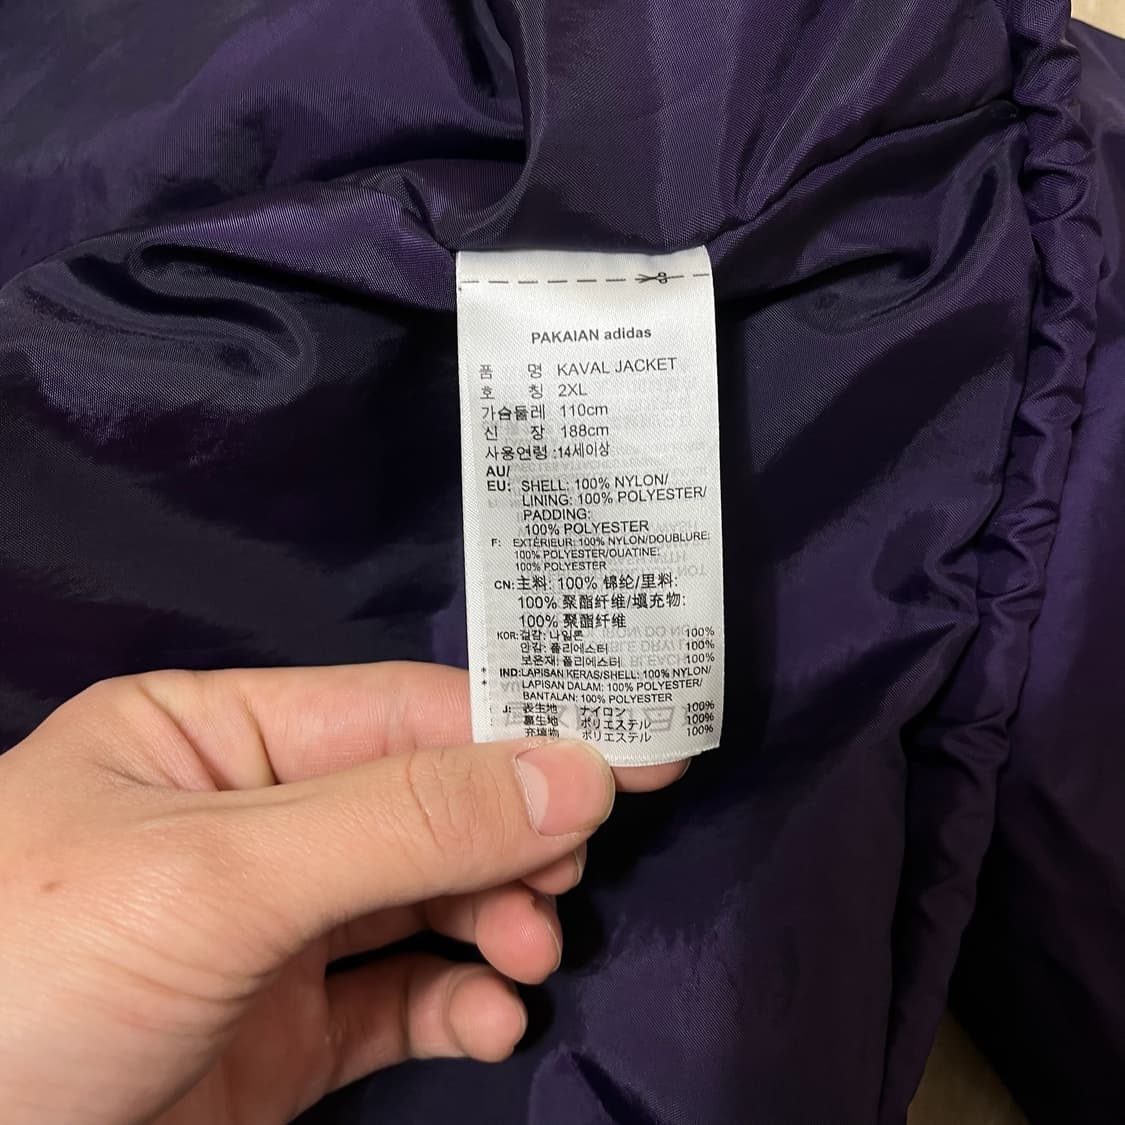 PAKAIAN adidas
품 명 KAVAL JACKET
호 칭 2XL
가슴둘레 110cm
신 장 188cm
사용연령 :14세이상
AU/
EU: SHELL: 100% NYLON/
LINING: 100% POLYESTER/
PADDING:
100% POLYESTER
F: EXTÉRIEUR: 100% NYLON/DOUBLURE:
100% POLYESTER/OUATINE:
100% POLYESTER
CN: 主料: 100% 锦纶/里料:
100% 聚酯纤维/填充物:
100% 聚酯纤维
KOR: 겉감: 나일론 100%
안감: 폴리에스터 100%
보온재: 폴리에스터 100%
IND: LAPISAN KERAS/SHELL: 100% NYLON/
LAPISAN DALAM: 100% POLYESTER/
BANTALAN: 100% POLYESTER
J: 表生地 ナイロン 100%
裏生地 ポリエステル 100%
充填物 ポリエステル 100%